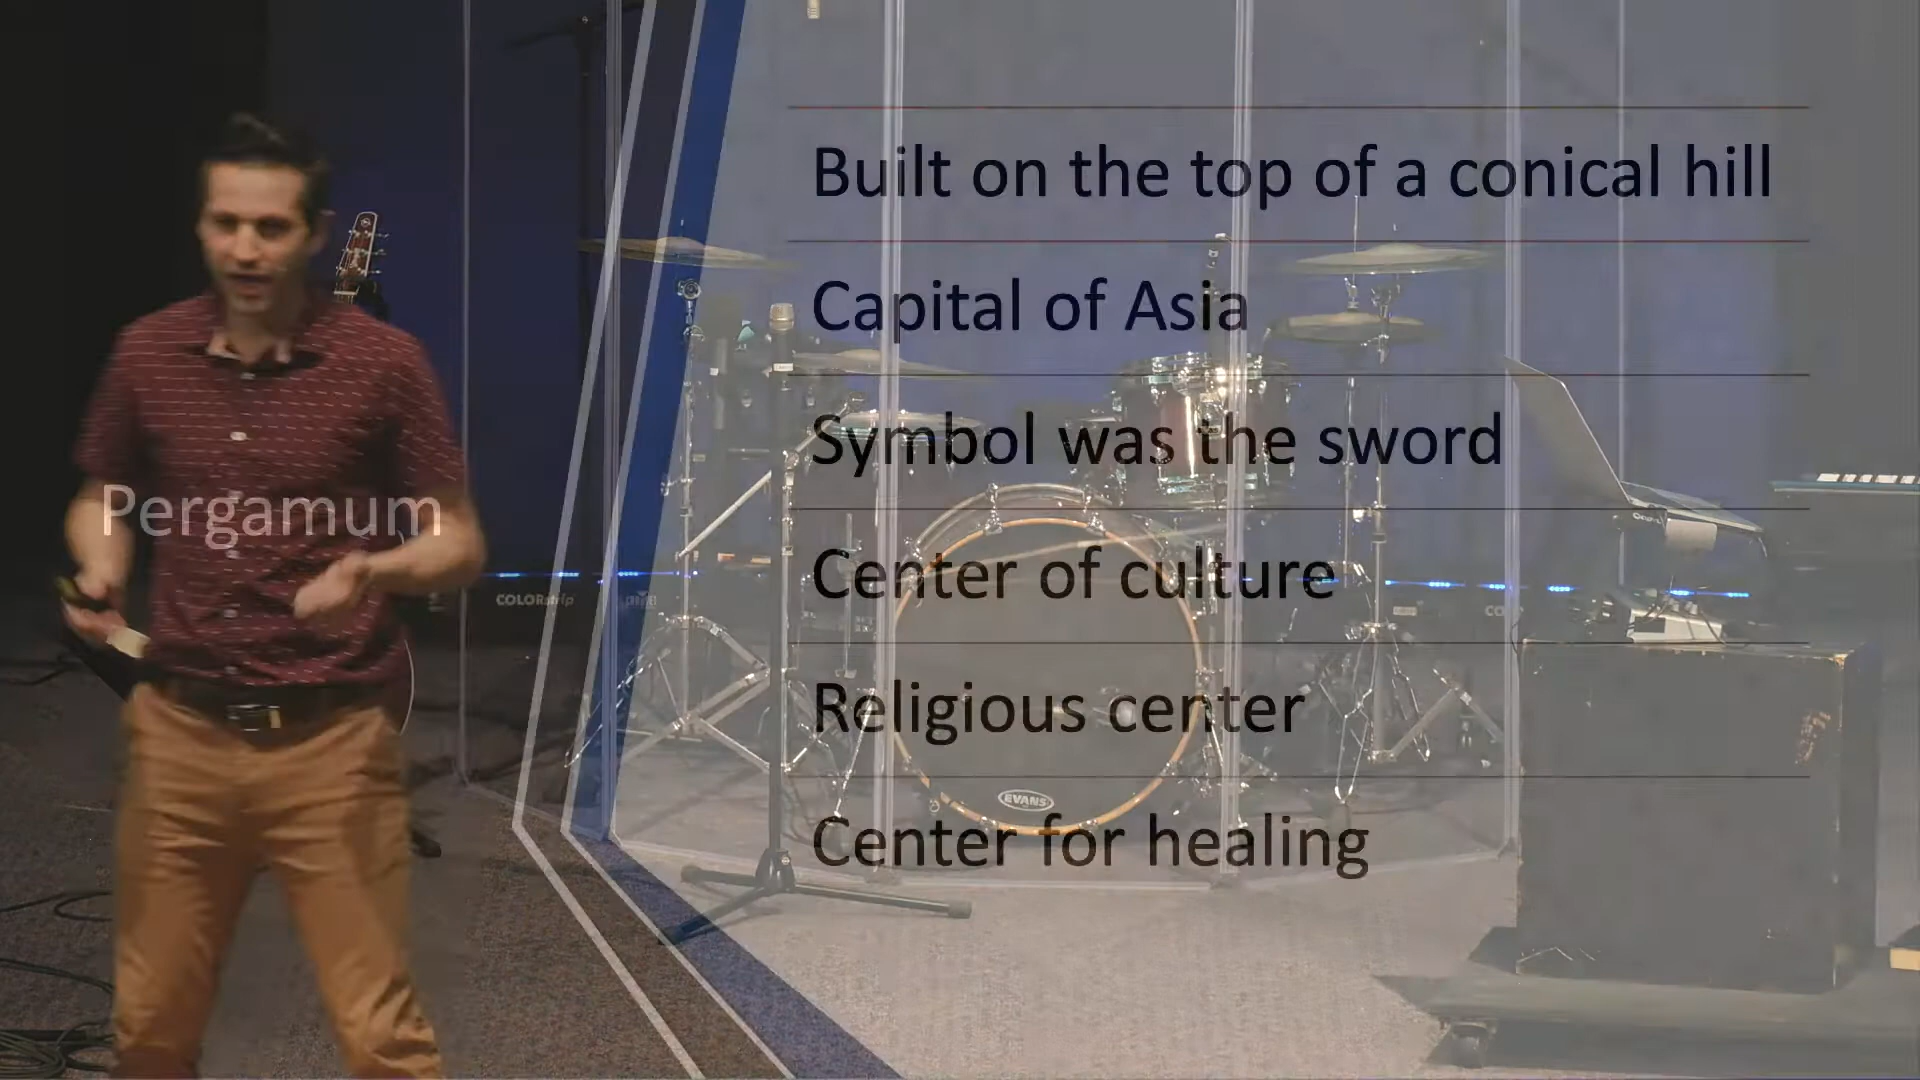 Pergamum
Built on the top of a conical hill
Capital of Asia
Symbol was the sword
Center of culture
Religious center
Center for healing
COLORstrip
EVANS